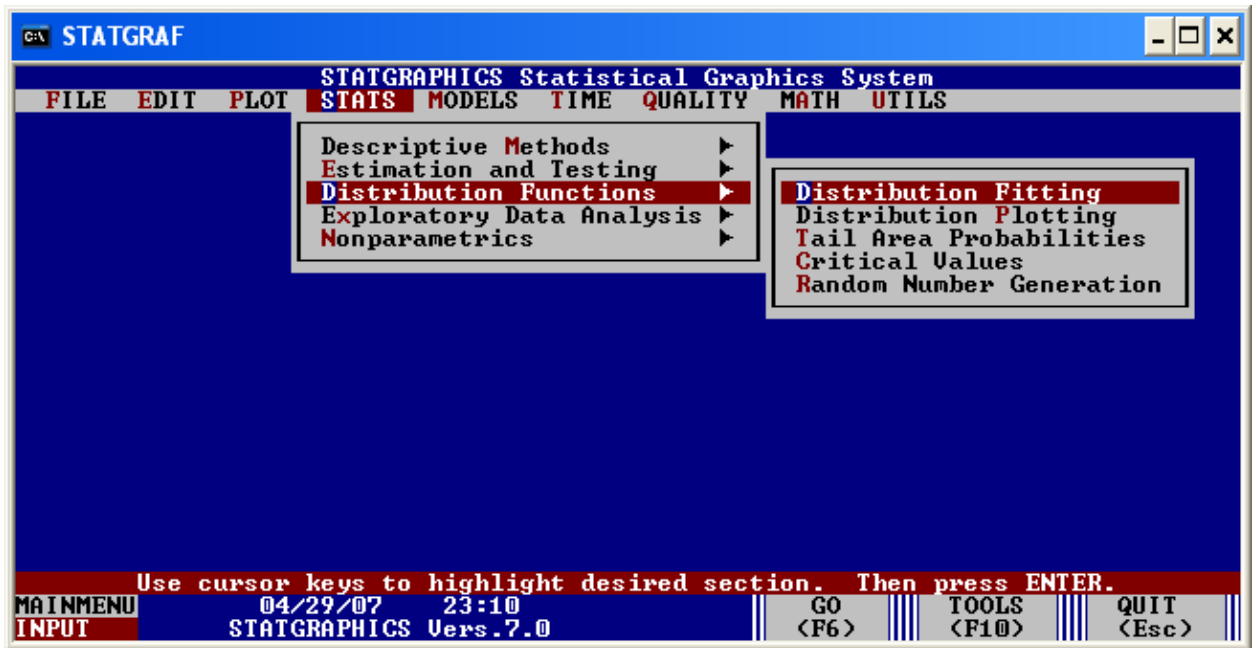 STATGRAF
STATGRAPHICS Statistical Graphics System
FILE EDIT PLOT STATS MODELS TIME QUALITY MATH UTILS
Descriptive Methods
Estimation and Testing
Distribution Functions
Exploratory Data Analysis
Nonparametrics
Distribution Fitting
Distribution Plotting
Tail Area Probabilities
Critical Values
Random Number Generation
Use cursor keys to highlight desired section. Then press ENTER.
MAINMENU 04/29/07 23:10 GO TOOLS QUIT
INPUT STATGRAPHICS Vers.7.0 (F6) (F10) (Esc)